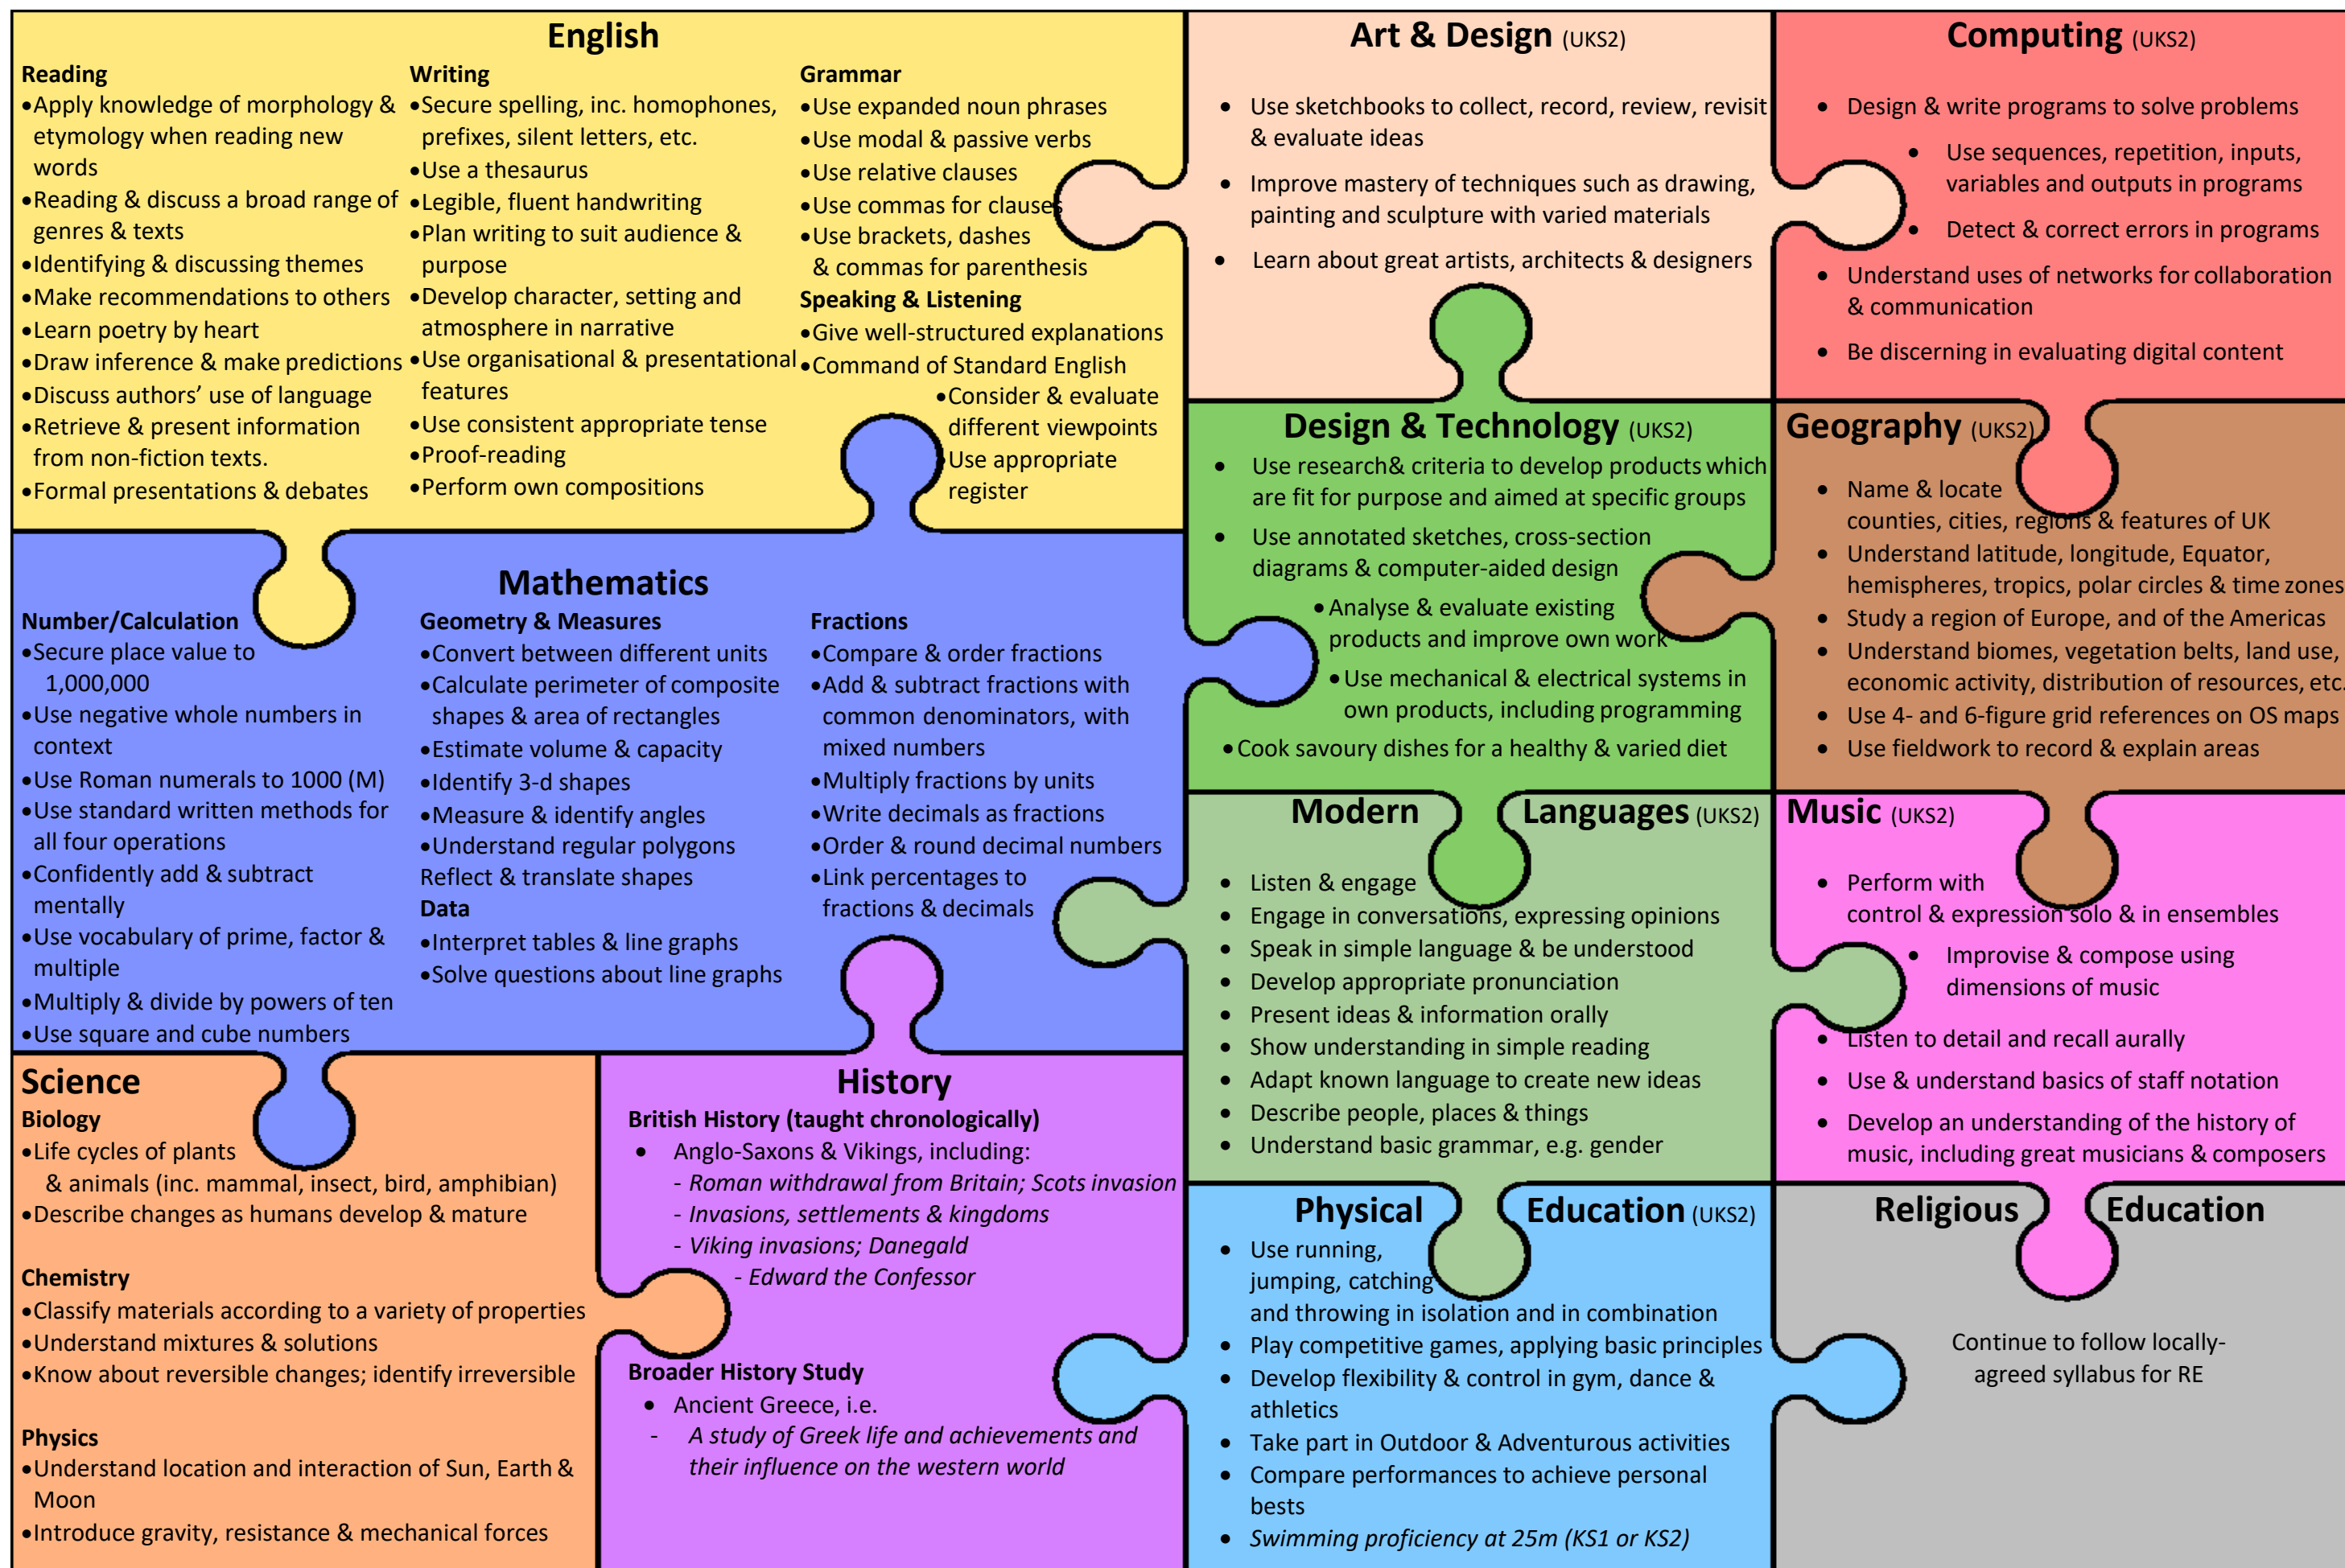 English
Reading
•Apply knowledge of morphology &
etymology when reading new
words
•Reading & discuss a broad range of
genres & texts
•Identifying & discussing themes
•Make recommendations to others
•Learn poetry by heart
•Draw inference & make predictions
•Discuss authors’ use of language
•Retrieve & present information
from non-fiction texts.
•Formal presentations & debates
Writing
•Secure spelling, inc. homophones,
prefixes, silent letters, etc.
•Use a thesaurus
•Legible, fluent handwriting
•Plan writing to suit audience &
purpose
•Develop character, setting and
atmosphere in narrative
•Use organisational & presentational
features
•Use consistent appropriate tense
•Proof-reading
•Perform own compositions
Grammar
•Use expanded noun phrases
•Use modal & passive verbs
•Use relative clauses
•Use commas for clauses
•Use brackets, dashes
& commas for parenthesis
Speaking & Listening
•Give well-structured explanations
•Command of Standard English
•Consider & evaluate
different viewpoints
•Use appropriate
register
Art & Design (UKS2)
• Use sketchbooks to collect, record, review, revisit
& evaluate ideas
• Improve mastery of techniques such as drawing,
painting and sculpture with varied materials
• Learn about great artists, architects & designers
Computing (UKS2)
• Design & write programs to solve problems
• Use sequences, repetition, inputs,
variables and outputs in programs
• Detect & correct errors in programs
• Understand uses of networks for collaboration
& communication
• Be discerning in evaluating digital content
Mathematics
Number/Calculation
•Secure place value to
1,000,000
•Use negative whole numbers in
context
•Use Roman numerals to 1000 (M)
•Use standard written methods for
all four operations
•Confidently add & subtract
mentally
•Use vocabulary of prime, factor &
multiple
•Multiply & divide by powers of ten
•Use square and cube numbers
Geometry & Measures
•Convert between different units
•Calculate perimeter of composite
shapes & area of rectangles
•Estimate volume & capacity
•Identify 3-d shapes
•Measure & identify angles
•Understand regular polygons
Reflect & translate shapes
Data
•Interpret tables & line graphs
•Solve questions about line graphs
Fractions
•Compare & order fractions
•Add & subtract fractions with
common denominators, with
mixed numbers
•Multiply fractions by units
•Write decimals as fractions
•Order & round decimal numbers
•Link percentages to
fractions & decimals
Design & Technology (UKS2)
• Use research& criteria to develop products which
are fit for purpose and aimed at specific groups
• Use annotated sketches, cross-section
diagrams & computer-aided design
•Analyse & evaluate existing
products and improve own work
•Use mechanical & electrical systems in
own products, including programming
•Cook savoury dishes for a healthy & varied diet
Geography (UKS2)
• Name & locate
counties, cities, regions & features of UK
• Understand latitude, longitude, Equator,
hemispheres, tropics, polar circles & time zones
• Study a region of Europe, and of the Americas
• Understand biomes, vegetation belts, land use,
economic activity, distribution of resources, etc.
• Use 4- and 6-figure grid references on OS maps
• Use fieldwork to record & explain areas
Modern Languages (UKS2)
• Listen & engage
• Engage in conversations, expressing opinions
• Speak in simple language & be understood
• Develop appropriate pronunciation
• Present ideas & information orally
• Show understanding in simple reading
• Adapt known language to create new ideas
• Describe people, places & things
• Understand basic grammar, e.g. gender
Music (UKS2)
• Perform with
control & expression solo & in ensembles
• Improvise & compose using
dimensions of music
• Listen to detail and recall aurally
• Use & understand basics of staff notation
• Develop an understanding of the history of
music, including great musicians & composers
Science
Biology
•Life cycles of plants
& animals (inc. mammal, insect, bird, amphibian)
•Describe changes as humans develop & mature
Chemistry
•Classify materials according to a variety of properties
•Understand mixtures & solutions
•Know about reversible changes; identify irreversible
Physics
•Understand location and interaction of Sun, Earth &
Moon
•Introduce gravity, resistance & mechanical forces
History
British History (taught chronologically)
• Anglo-Saxons & Vikings, including:
- Roman withdrawal from Britain; Scots invasion
- Invasions, settlements & kingdoms
- Viking invasions; Danegald
- Edward the Confessor
Broader History Study
• Ancient Greece, i.e.
- A study of Greek life and achievements and
their influence on the western world
Physical Education (UKS2)
• Use running,
jumping, catching
and throwing in isolation and in combination
• Play competitive games, applying basic principles
• Develop flexibility & control in gym, dance &
athletics
• Take part in Outdoor & Adventurous activities
• Compare performances to achieve personal
bests
• Swimming proficiency at 25m (KS1 or KS2)
Religious Education
Continue to follow locally-
agreed syllabus for RE